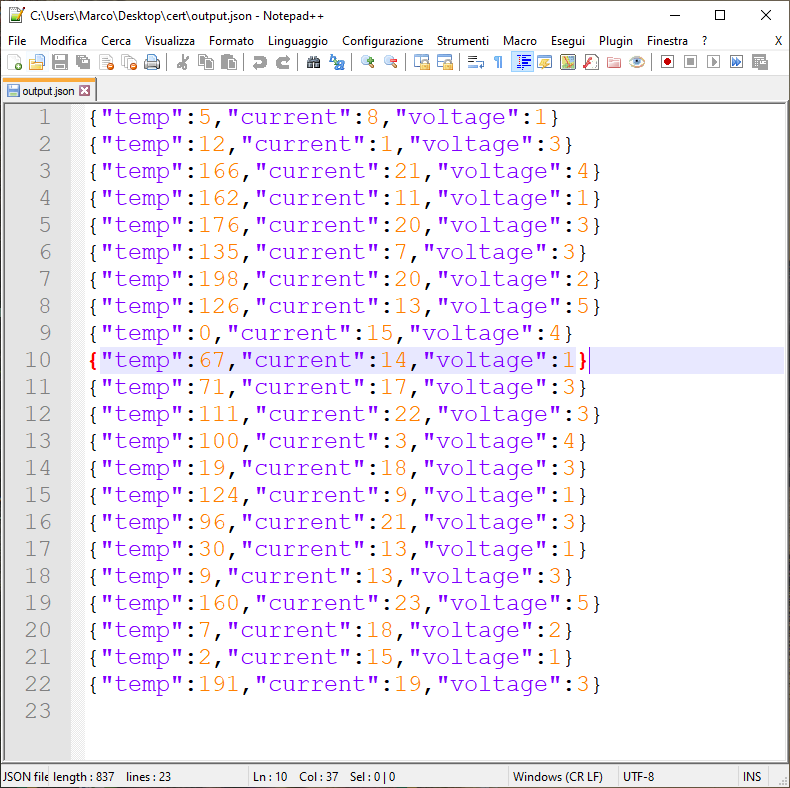 C:\Users\Marco\Desktop\cert\output.json - Notepad++
File Modifica Cerca Visualizza Formato Linguaggio Configurazione Strumenti Macro Esegui Plugin Finestra ? X
output.json
1 {"temp":5,"current":8,"voltage":1}
2 {"temp":12,"current":1,"voltage":3}
3 {"temp":166,"current":21,"voltage":4}
4 {"temp":162,"current":11,"voltage":1}
5 {"temp":176,"current":20,"voltage":3}
6 {"temp":135,"current":7,"voltage":3}
7 {"temp":198,"current":20,"voltage":2}
8 {"temp":126,"current":13,"voltage":5}
9 {"temp":0,"current":15,"voltage":4}
10 {"temp":67,"current":14,"voltage":1}
11 {"temp":71,"current":17,"voltage":3}
12 {"temp":111,"current":22,"voltage":3}
13 {"temp":100,"current":3,"voltage":4}
14 {"temp":19,"current":18,"voltage":3}
15 {"temp":124,"current":9,"voltage":1}
16 {"temp":96,"current":21,"voltage":3}
17 {"temp":30,"current":13,"voltage":1}
18 {"temp":9,"current":13,"voltage":3}
19 {"temp":160,"current":23,"voltage":5}
20 {"temp":7,"current":18,"voltage":2}
21 {"temp":2,"current":15,"voltage":1}
22 {"temp":191,"current":19,"voltage":3}
23
JSON file length : 837 lines : 23 Ln : 10 Col : 37 Sel : 0 | 0 Windows (CR LF) UTF-8 INS